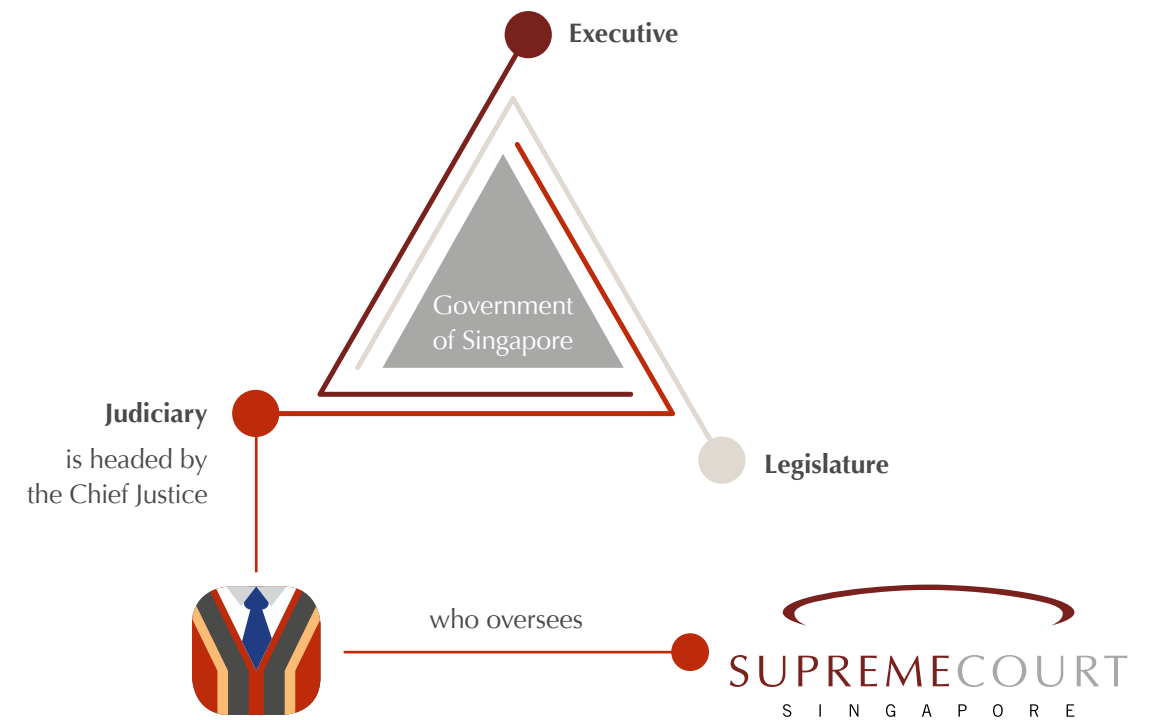 Executive
Government
of Singapore
Judiciary
is headed by
the Chief Justice
Legislature
who oversees
SUPREMECOURT
SINGAPORE